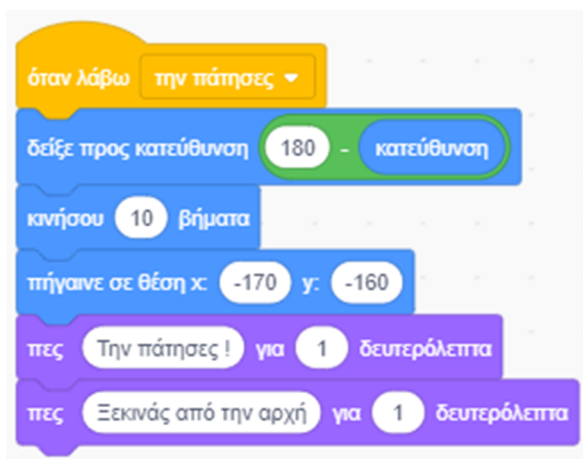 όταν λάβω την πάτησες
δείξε προς κατεύθυνση 180 - κατεύθυνση
κινήσου 10 βήματα
πήγαινε σε θέση x: -170 y: -160
πες Την πάτησες ! για 1 δευτερόλεπτα
πες Ξεκινάς από την αρχή για 1 δευτερόλεπτα